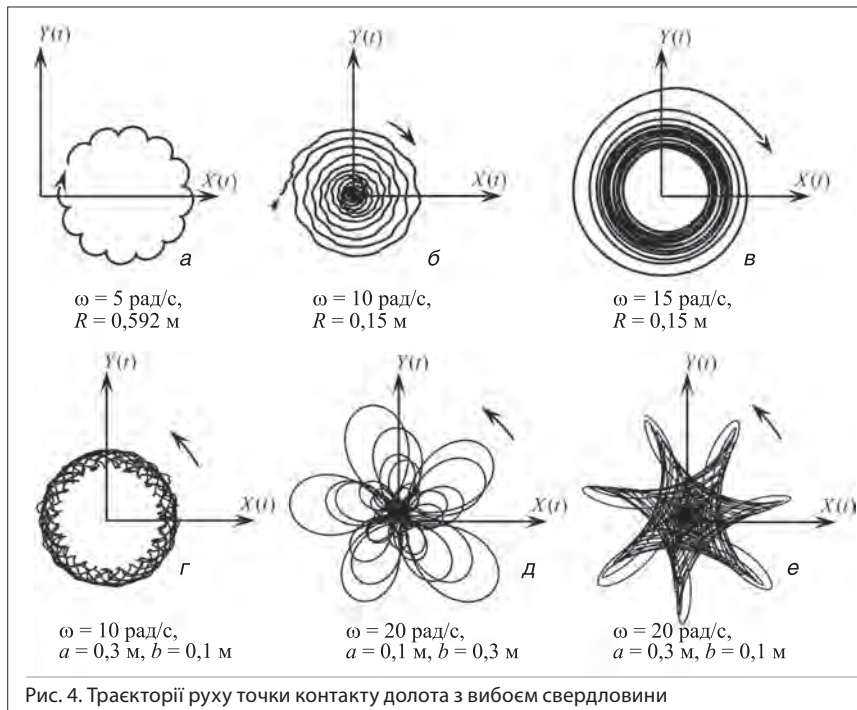 Y(t) Y(t) Y(t)
X(t) X(t) X(t)
а б в
ω = 5 рад/с, ω = 10 рад/с, ω = 15 рад/с,
R = 0,592 м R = 0,15 м R = 0,15 м
Y(t) Y(t) Y(t)
X(t) X(t) X(t)
г д е
ω = 10 рад/с, ω = 20 рад/с, ω = 20 рад/с,
a = 0,3 м, b = 0,1 м a = 0,1 м, b = 0,3 м a = 0,3 м, b = 0,1 м
Рис. 4. Траєкторії руху точки контакту долота з вибоєм свердловини